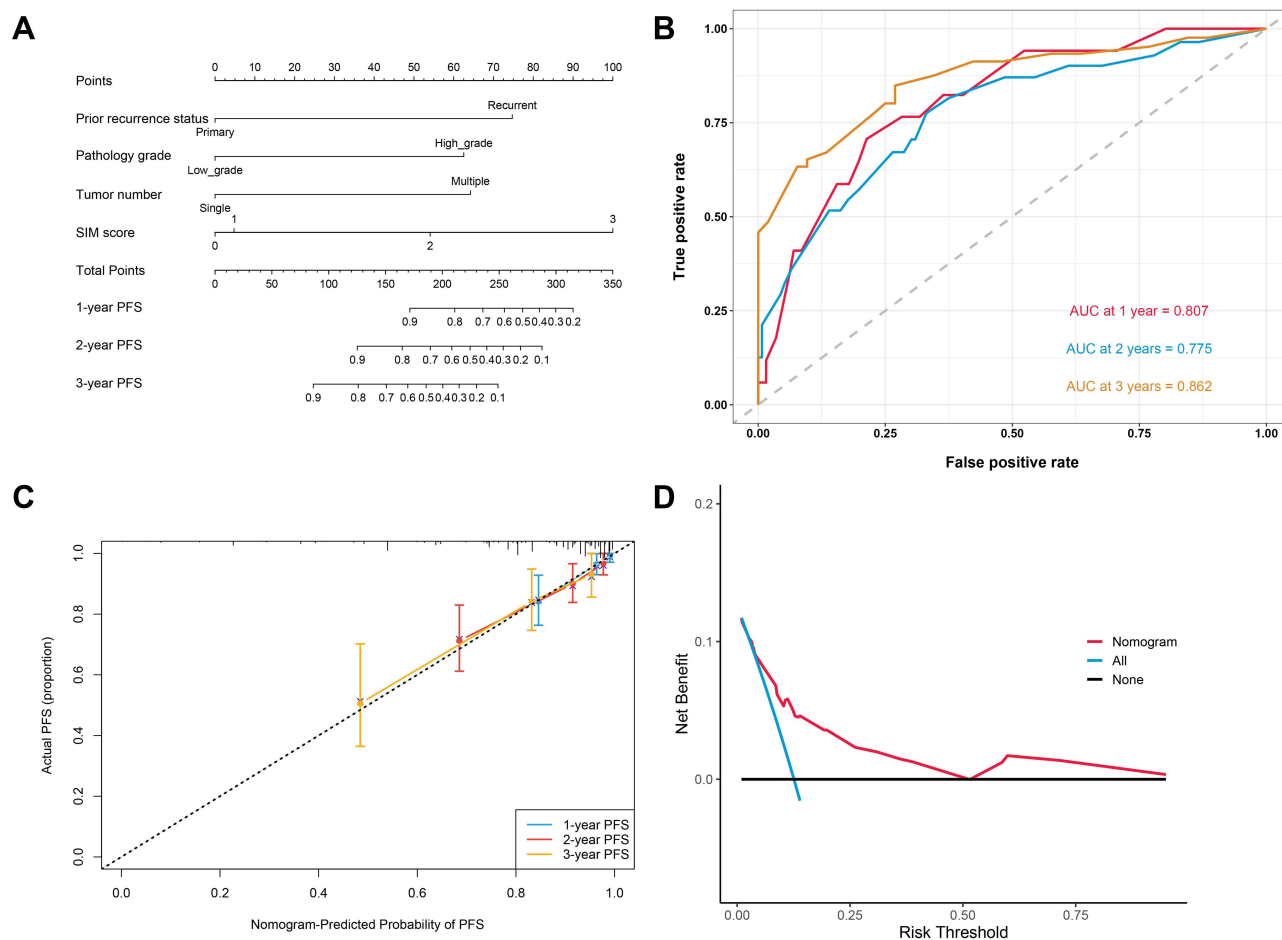 A
Points
0 10 20 30 40 50 60 70 80 90 100
Prior recurrence status
Primary
Recurrent
Pathology grade
Low_grade
High_grade
Tumor number
Single
Multiple
SIM score
0
1
2
3
Total Points
0 50 100 150 200 250 300 350
1-year PFS
0.9 0.8 0.7 0.6 0.5 0.4 0.3 0.2
2-year PFS
0.9 0.8 0.7 0.6 0.5 0.4 0.3 0.2 0.1
3-year PFS
0.9 0.8 0.7 0.6 0.5 0.4 0.3 0.2 0.1
B
True positive rate
1.00
0.75
0.50
0.25
0.00
AUC at 1 year = 0.807
AUC at 2 years = 0.775
AUC at 3 years = 0.862
0.00 0.25 0.50 0.75 1.00
False positive rate
C
Actual PFS (proportion)
1.0
0.8
0.6
0.4
0.2
0.0
1-year PFS
2-year PFS
3-year PFS
0.0 0.2 0.4 0.6 0.8 1.0
Nomogram-Predicted Probability of PFS
D
Net Benefit
0.2
0.1
0.0
Nomogram
All
None
0.00 0.25 0.50 0.75
Risk Threshold